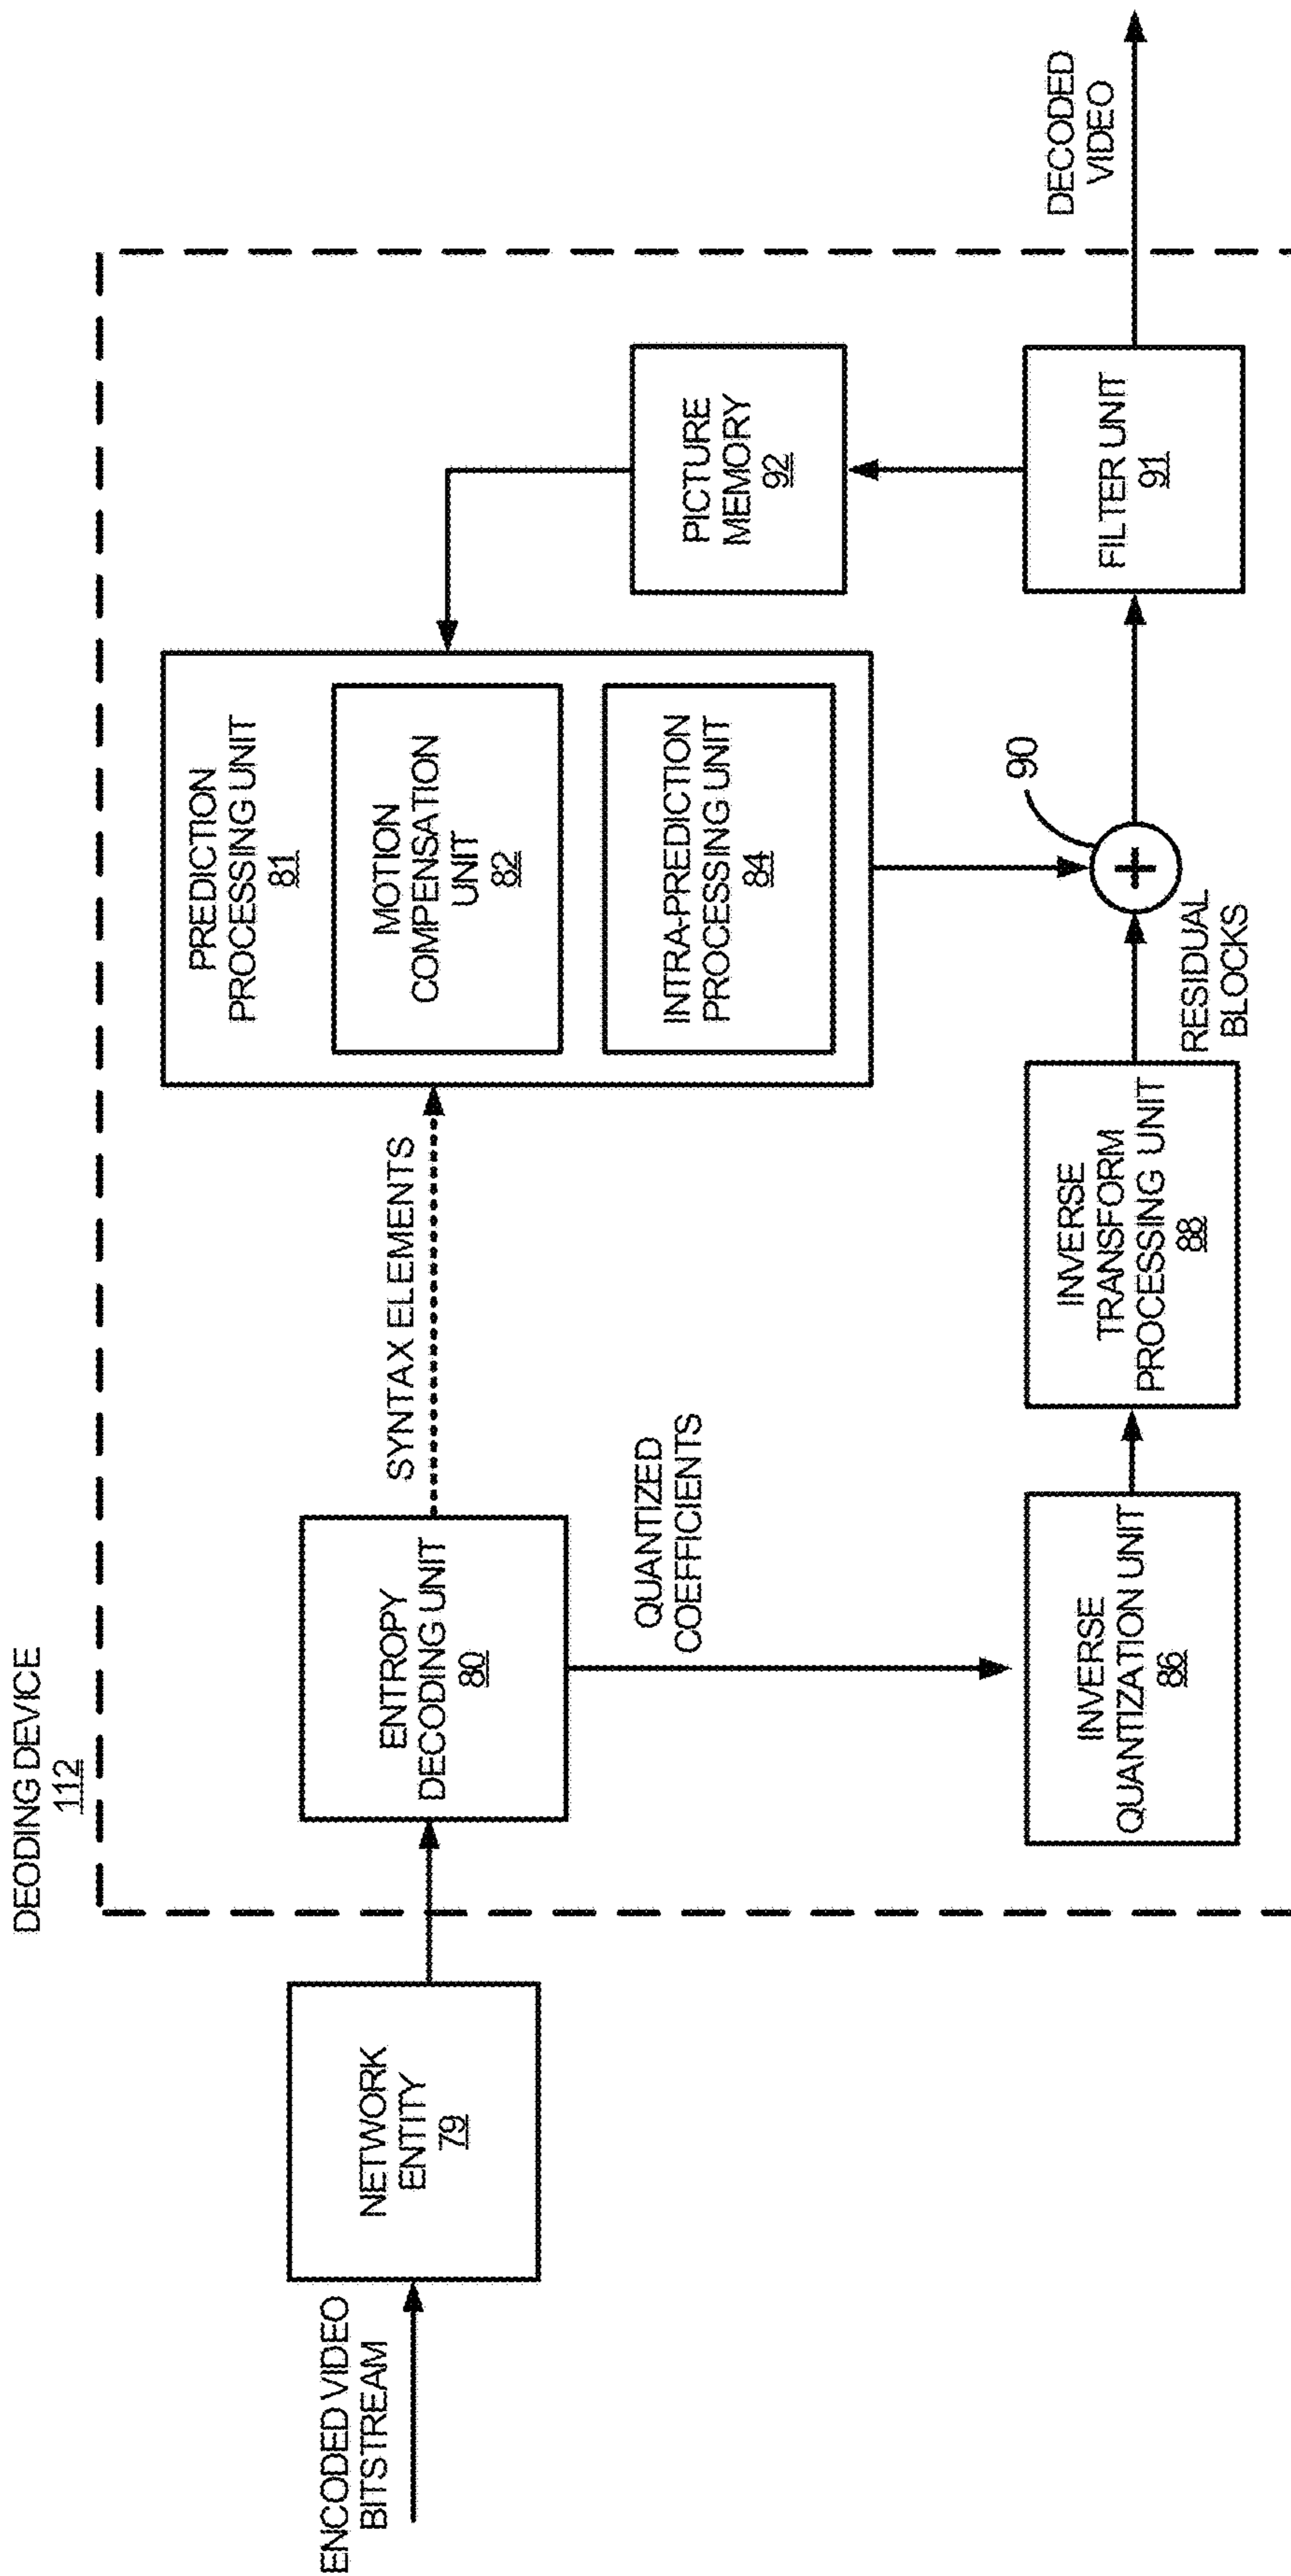 DEODING DEVICE
112
ENCODED VIDEO
BITSTREAM
NETWORK
ENTITY
79
ENTROPY
DECODING UNIT
80
SYNTAX ELEMENTS
QUANTIZED
COEFFICIENTS
PREDICTION
PROCESSING UNIT
81
MOTION
COMPENSATION
UNIT
82
INTRA-PREDICTION
PROCESSING UNIT
84
PICTURE
MEMORY
92
INVERSE
QUANTIZATION UNIT
86
INVERSE
TRANSFORM
PROCESSING UNIT
88
RESIDUAL
BLOCKS
90
+
FILTER UNIT
91
DECODED
VIDEO